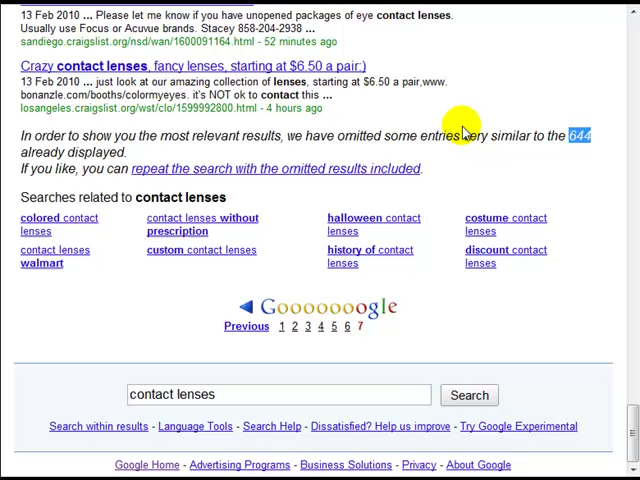 13 Feb 2010 ... Please let me know if you have unopened packages of eye contact lenses.
Usually use Focus or Acuvue brands. Stacey 858-204-2938 ...
sandiego.craigslist.org/nsd/wan/1600091164.html - 52 minutes ago
Crazy contact lenses, fancy lenses, starting at $6.50 a pair:)
13 Feb 2010 ... just look at our amazing collection of lenses, starting at $6.50 a pair,www.
bonanzle.com/booths/colormyeyes. it's NOT ok to contact this ...
losangeles.craigslist.org/wst/clo/1599992800.html - 4 hours ago
In order to show you the most relevant results, we have omitted some entries very similar to the 644
already displayed.
If you like, you can repeat the search with the omitted results included.
Searches related to contact lenses
colored contact lenses
contact lenses without prescription
halloween contact lenses
costume contact lenses
contact lenses walmart
custom contact lenses
history of contact lenses
discount contact lenses
Goooooooogle
Previous 1 2 3 4 5 6 7
contact lenses Search
Search within results - Language Tools - Search Help - Dissatisfied? Help us improve - Try Google Experimental
Google Home - Advertising Programs - Business Solutions - Privacy - About Google